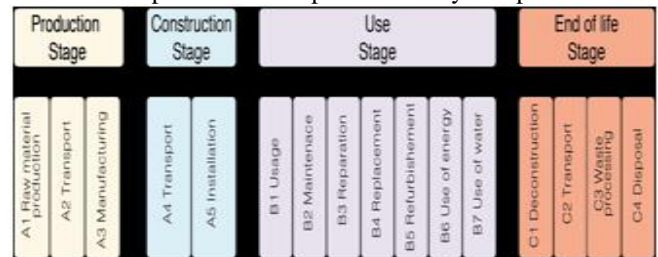 Production
Stage
Construction
Stage
Use
Stage
End of life
Stage
A1 Raw material
production
A2 Transport
A3 Manufacturing
A4 Transport
A5 Installation
B1 Usage
B2 Maintenace
B3 Reparation
B4 Replacement
B5 Refurbishement
B6 Use of energy
B7 Use of water
C1 Deconstruction
C2 Transport
C3 Waste
processing
C4 Disposal